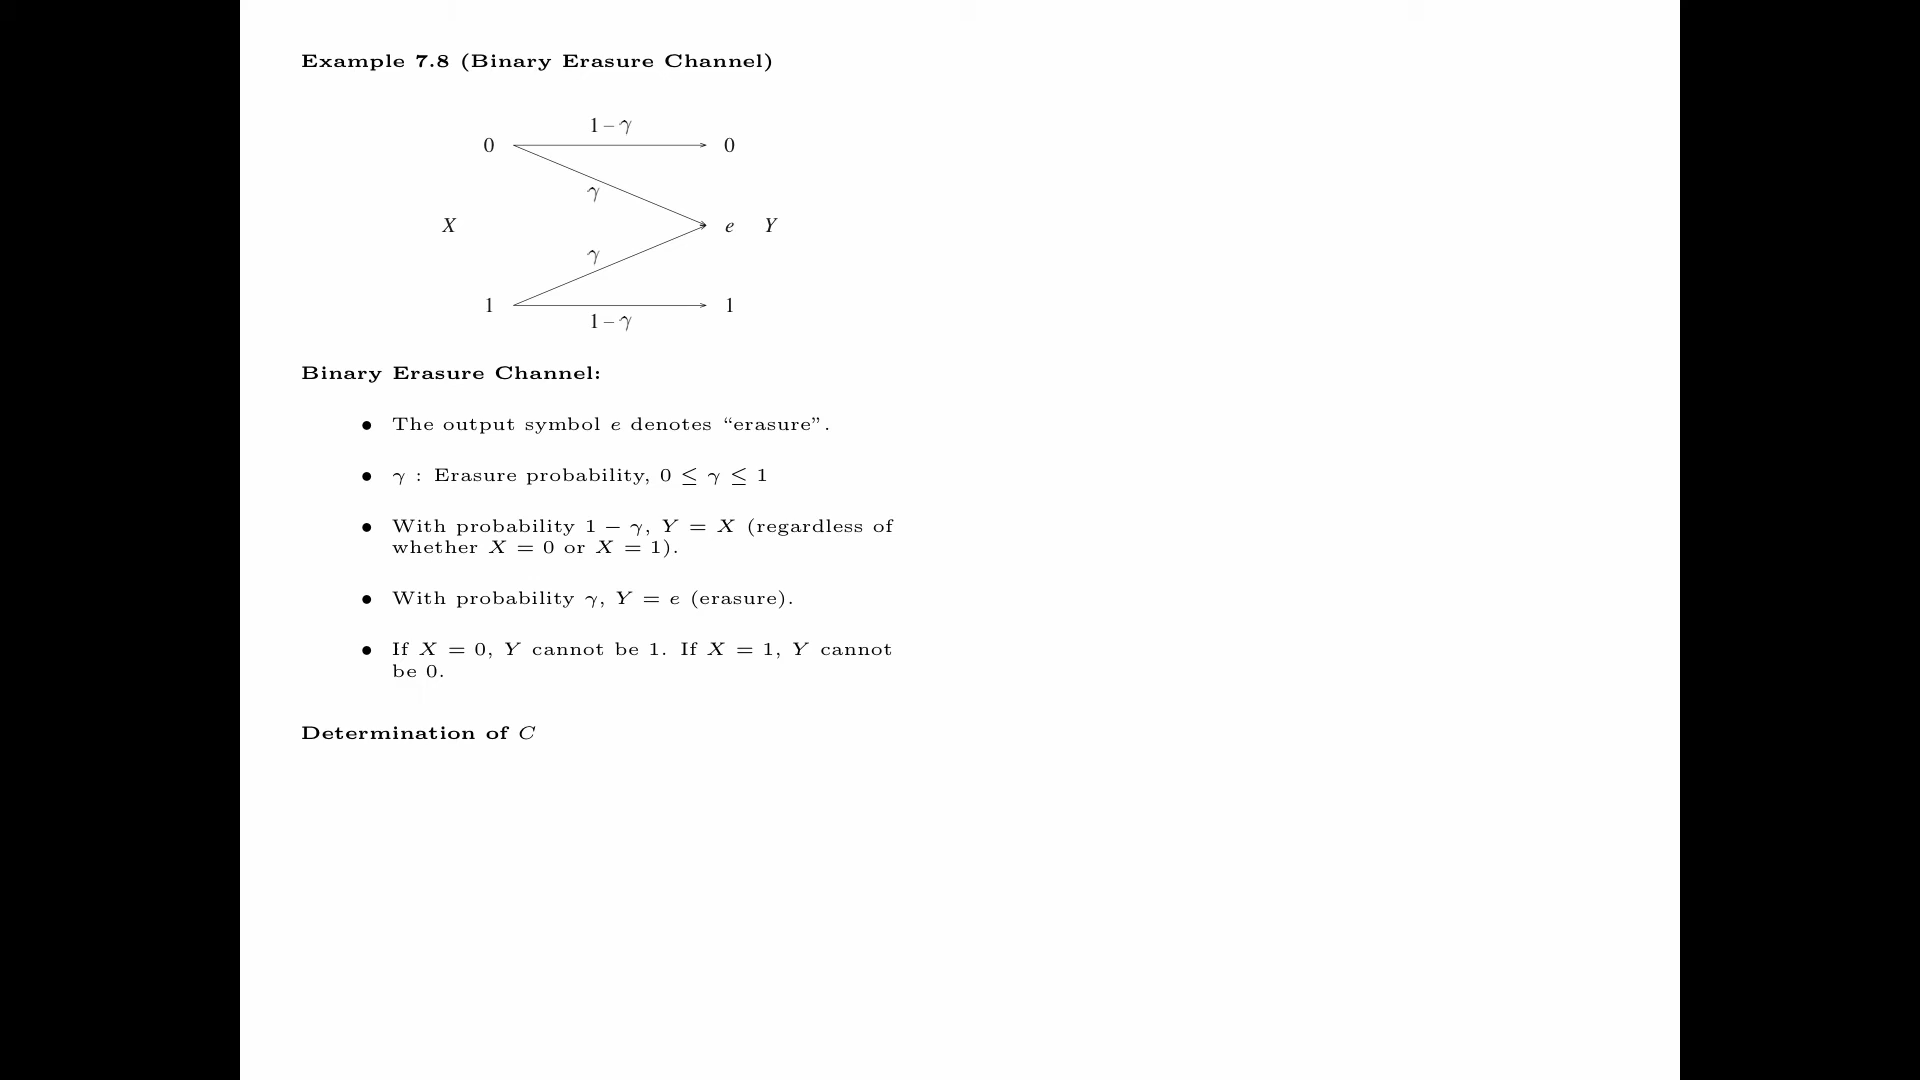 Example 7.8 (Binary Erasure Channel)
1 – γ
0 0
γ
X e Y
γ
1 1
1 – γ
Binary Erasure Channel:
• The output symbol e denotes “erasure”.
• γ : Erasure probability, 0 ≤ γ ≤ 1
• With probability 1 − γ, Y = X (regardless of
whether X = 0 or X = 1).
• With probability γ, Y = e (erasure).
• If X = 0, Y cannot be 1. If X = 1, Y cannot
be 0.
Determination of C